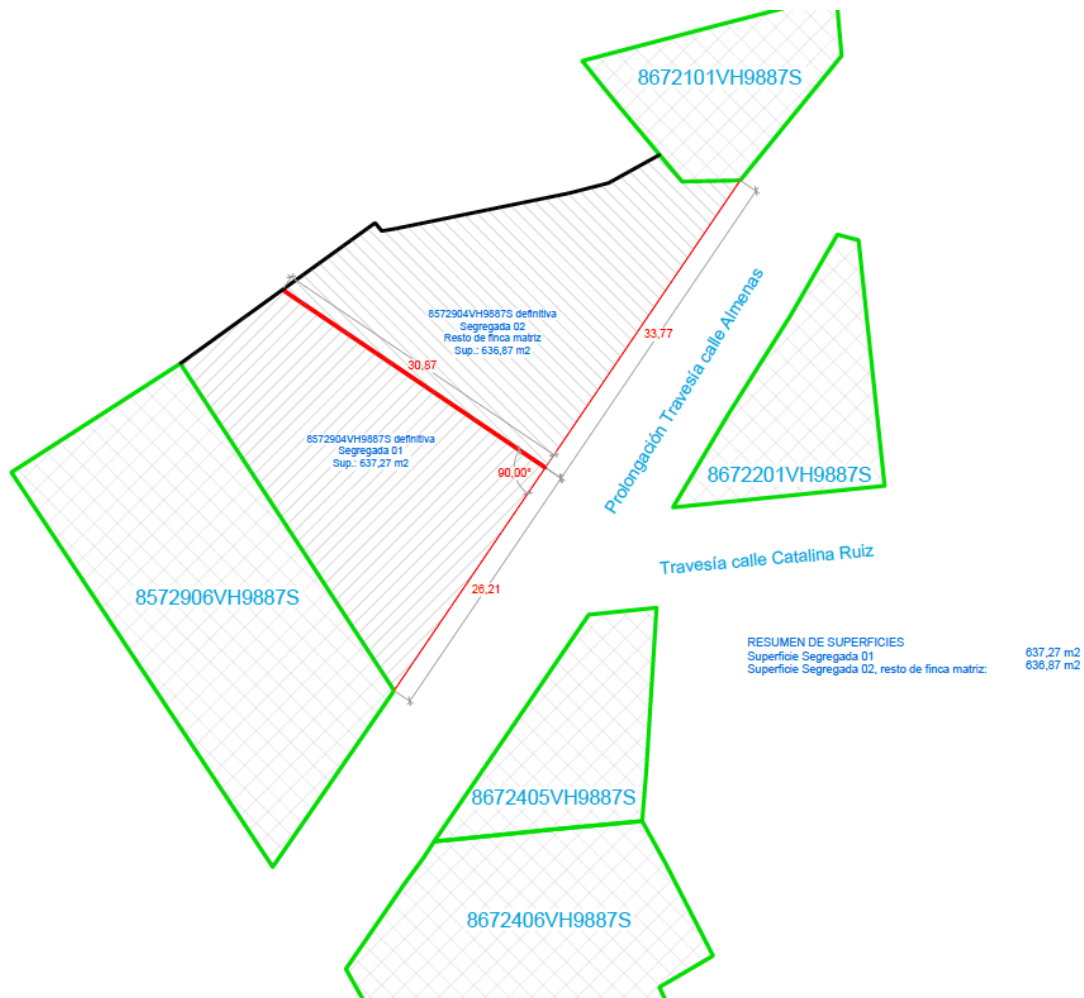 8672101VH9887S
8572904VH9887S definitiva
Segregada 02
Resto de finca matriz
Sup.: 636,87 m2
33,77
30,87
Prolongación Travesía calle Almenas
8572904VH9887S definitiva
Segregada 01
Sup.: 637,27 m2
90,00°
8672201VH9887S
Travesía calle Catalina Ruiz
26,21
8572906VH9887S
RESUMEN DE SUPERFICIES
Superficie Segregada 01 637,27 m2
Superficie Segregada 02, resto de finca matriz: 636,87 m2
8672405VH9887S
8672406VH9887S